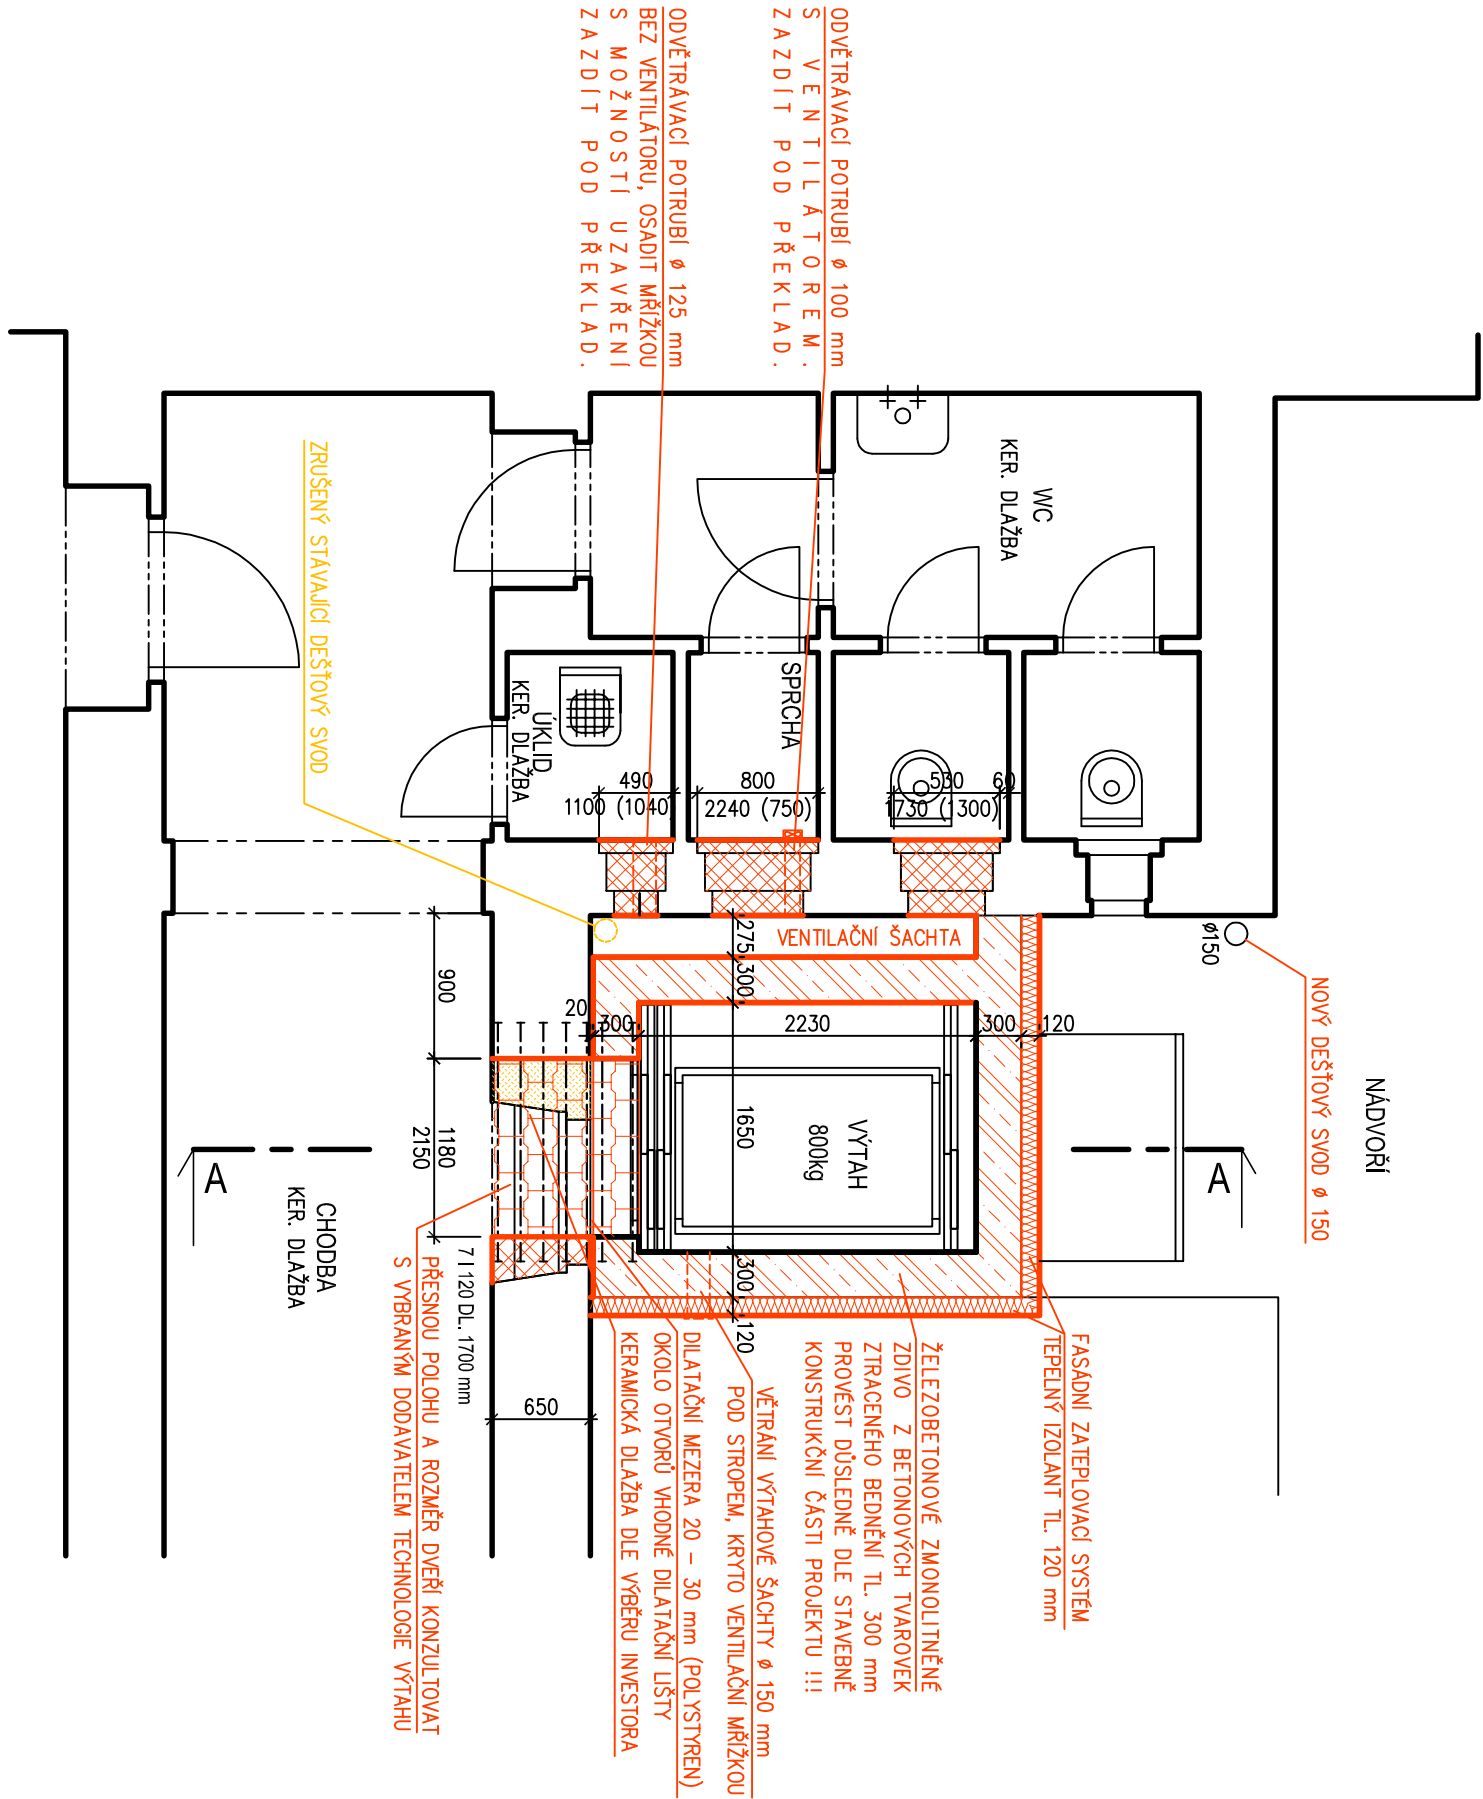 ODVĚTRÁVACÍ POTRUBÍ ø 100 mm
S VENTILÁTOREM.
ZAZDÍT POD PŘEKLAD.
ODVĚTRÁVACÍ POTRUBÍ ø 125 mm
BEZ VENTILÁTORU, OSADIT MŘÍŽKOU
S MOŽNOSTÍ UZAVŘENÍ
ZAZDÍT POD PŘEKLAD.
ZRUŠENÝ STÁVAJÍCÍ DEŠŤOVÝ SVOD
WC
KER. DLAŽBA
SPRCHA
ÚKLID
KER. DLAŽBA
490
1100 (1040)
800
2240 (750)
530
60
1730 (1300)
VENTILAČNÍ ŠACHTA
ø150
NOVÝ DEŠŤOVÝ SVOD ø 150
NÁDVOŘÍ
275
300
20
300
2230
300
120
1650
300
120
900
1180
2150
VÝTAH
800kg
A
A
CHODBA
KER. DLAŽBA
7 I 120 DL. 1700 mm
650
FASÁDNÍ ZATEPLOVACÍ SYSTÉM
TEPELNÝ IZOLANT TL. 120 mm
ŽELEZOBETONOVÉ ZMONOLITNĚNÉ
ZDIVO Z BETONOVÝCH TVAROVEK
ZTRACENÉHO BEDNĚNÍ TL. 300 mm
PROVÉST DŮSLEDNĚ DLE STAVEBNĚ
KONSTRUKČNÍ ČÁSTI PROJEKTU !!!
VĚTRÁNÍ VÝTAHOVÉ ŠACHTY ø 150 mm
POD STROPEM, KRYTO VENTILAČNÍ MŘÍŽKOU
DILATAČNÍ MEZERA 20 - 30 mm (POLYSTYREN)
OKOLO OTVORŮ VHODNÉ DILATAČNÍ LIŠTY
KERAMICKÁ DLAŽBA DLE VÝBĚRU INVESTORA
PŘESNOU POLOHU A ROZMĚR DVEŘÍ KONZULTOVAT
S VYBRANÝM DODAVATELEM TECHNOLOGIE VÝTAHU